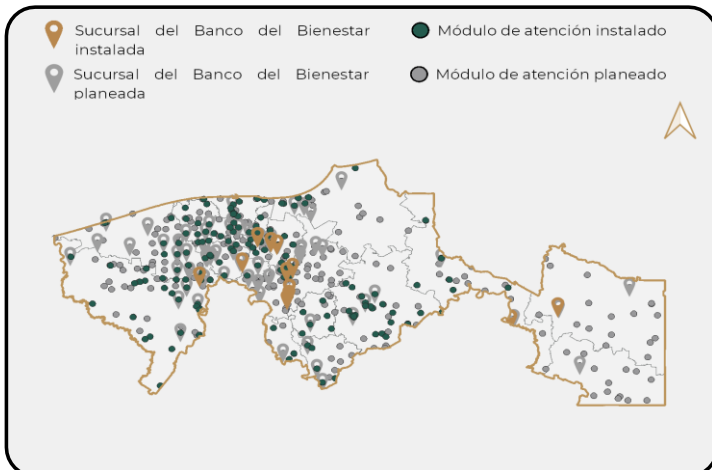 Sucursal del Banco del Bienestar
instalada
Módulo de atención instalado
Sucursal del Banco del Bienestar
planeada
Módulo de atención planeado